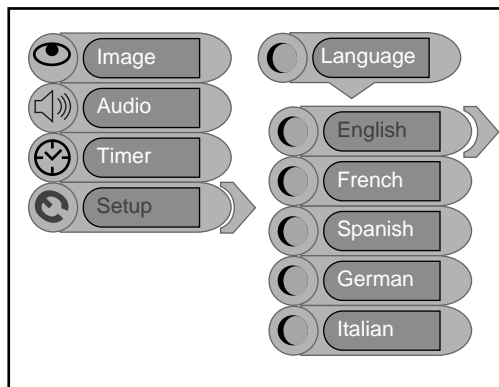 Image
Audio
Timer
Setup
Language
English
French
Spanish
German
Italian